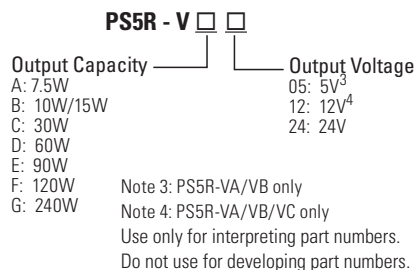 PS5R - V □ □
Output Capacity
A: 7.5W
B: 10W/15W
C: 30W
D: 60W
E: 90W
F: 120W
G: 240W
Output Voltage
05: 5V³
12: 12V⁴
24: 24V
Note 3: PS5R-VA/VB only
Note 4: PS5R-VA/VB/VC only
Use only for interpreting part numbers.
Do not use for developing part numbers.